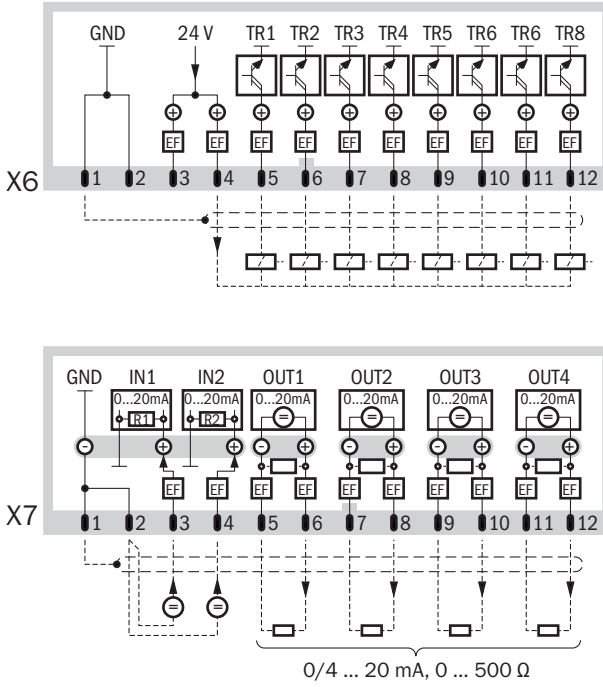 GND 24 V TR1 TR2 TR3 TR4 TR5 TR6 TR6 TR8
+ + + + + + + + + +
EF EF EF EF EF EF EF EF EF EF
X6 1 2 3 4 5 6 7 8 9 10 11 12
GND IN1 IN2 OUT1 OUT2 OUT3 OUT4
0...20mA 0...20mA 0...20mA 0...20mA 0...20mA 0...20mA
R1 R2 = = = =
- + + - + - + - + - +
EF EF EF EF EF EF EF EF EF EF
X7 1 2 3 4 5 6 7 8 9 10 11 12
= =
0/4 ... 20 mA, 0 ... 500 Ω